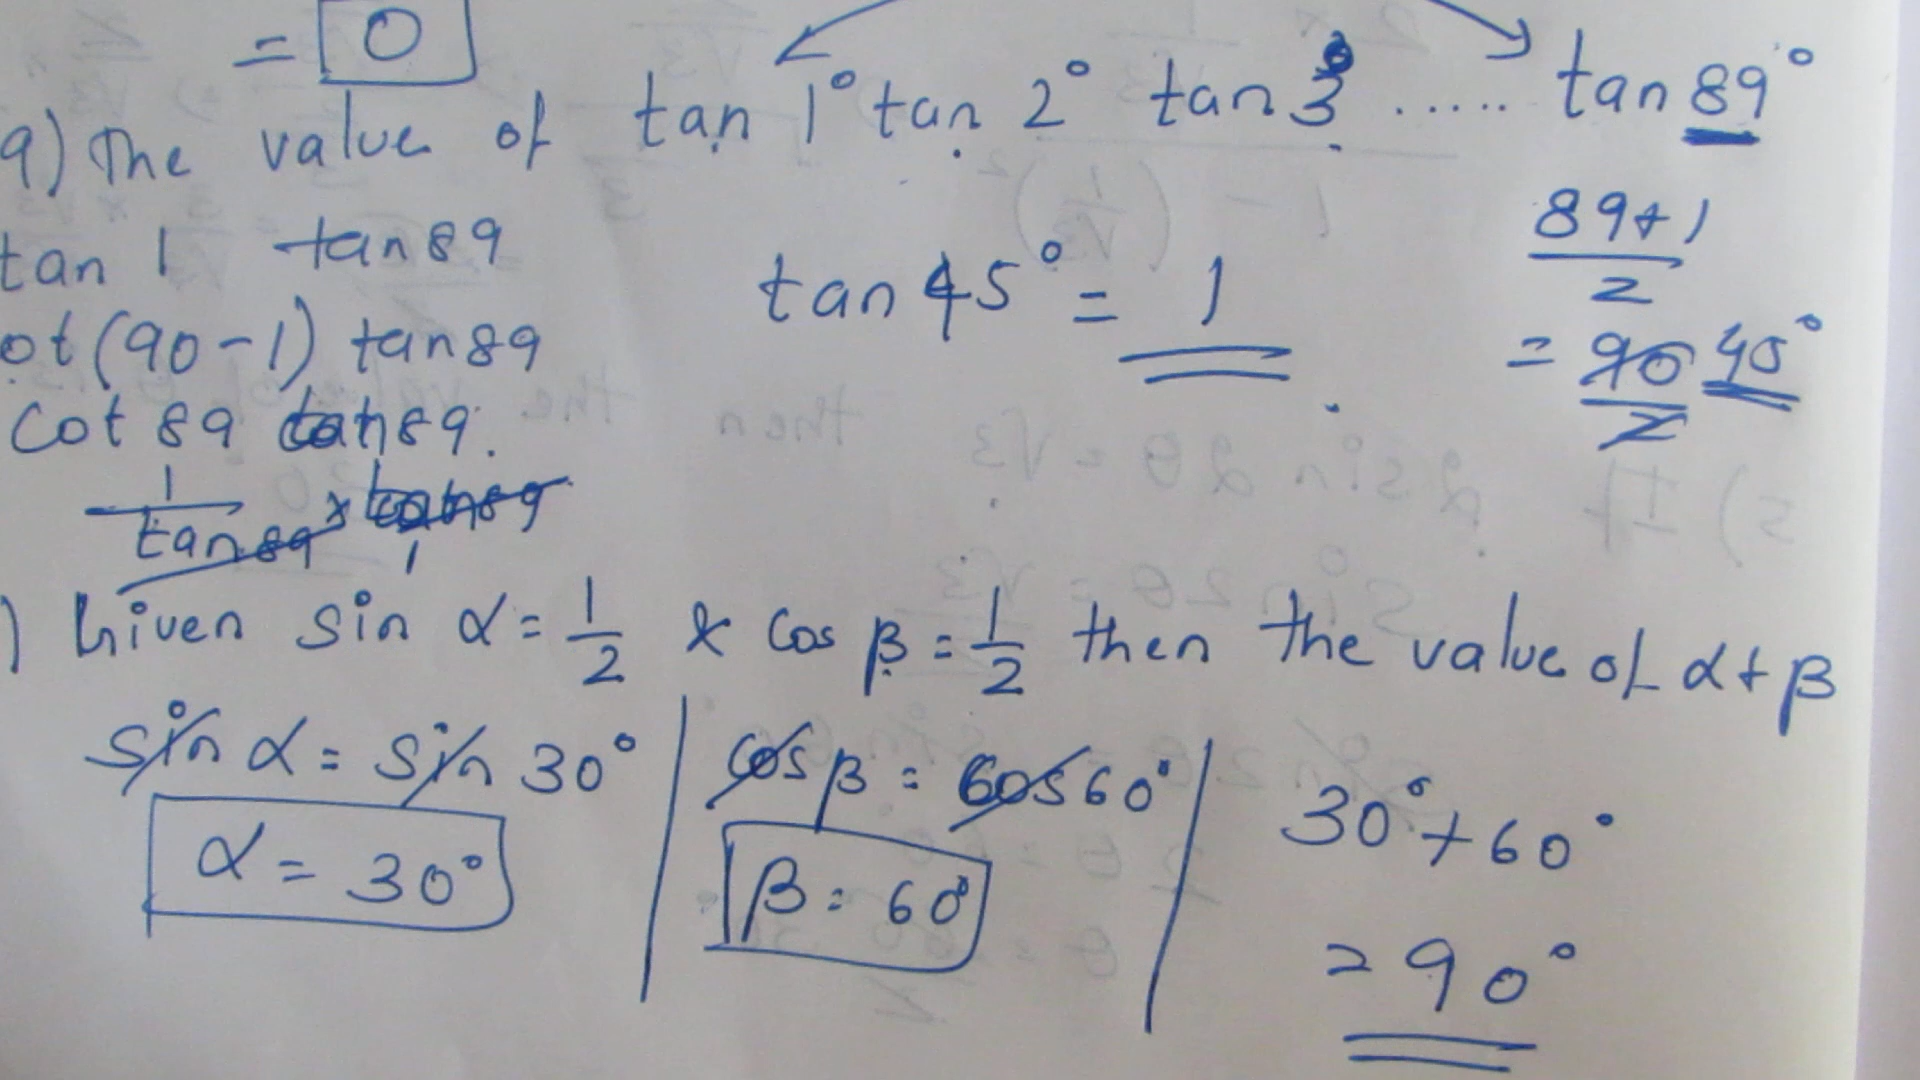 = 0
9) The value of tan 1° tan 2° tan 3° ...... tan 89°
tan 1 tan 89
ot (90-1) tan 89
cot 89 tan 89.
1/tan 89 × tan 89/1
tan 45° = 1
89+1/2
= 90/2 45°
) Given sin α = 1/2 & cos β = 1/2 then the value of α + β
sin α = sin 30°
α = 30°
cos β = cos 60°
β = 60°
30° + 60°
= 90°